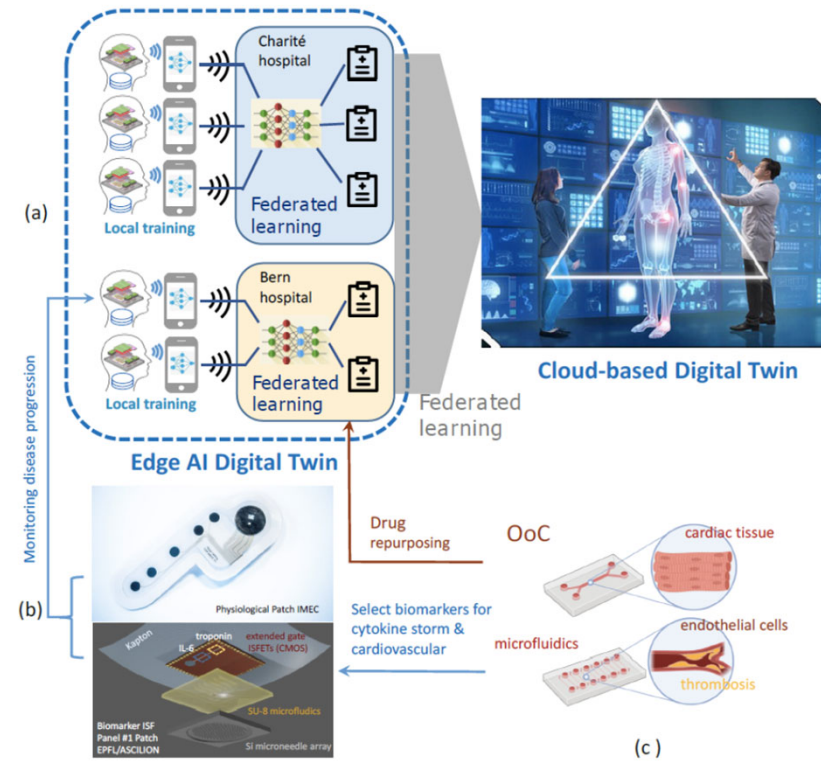 (a)
Charité
hospital
Federated
learning
Local training
Bern
hospital
Federated
learning
Local training
Edge AI Digital Twin
Federated
learning
Cloud-based Digital Twin
Monitoring disease progression
(b)
Physiological Patch IMEC
Kapton
troponin
IL-6
extended gate
ISFETs (CMOS)
SU-8 microfludics
Biomarker ISF
Panel #1 Patch
EPFL/ASCILION
Si microneedle array
Drug
repurposing
Select biomarkers for
cytokine storm &
cardiovascular
OoC
cardiac tissue
microfluidics
endothelial cells
thrombosis
(c )